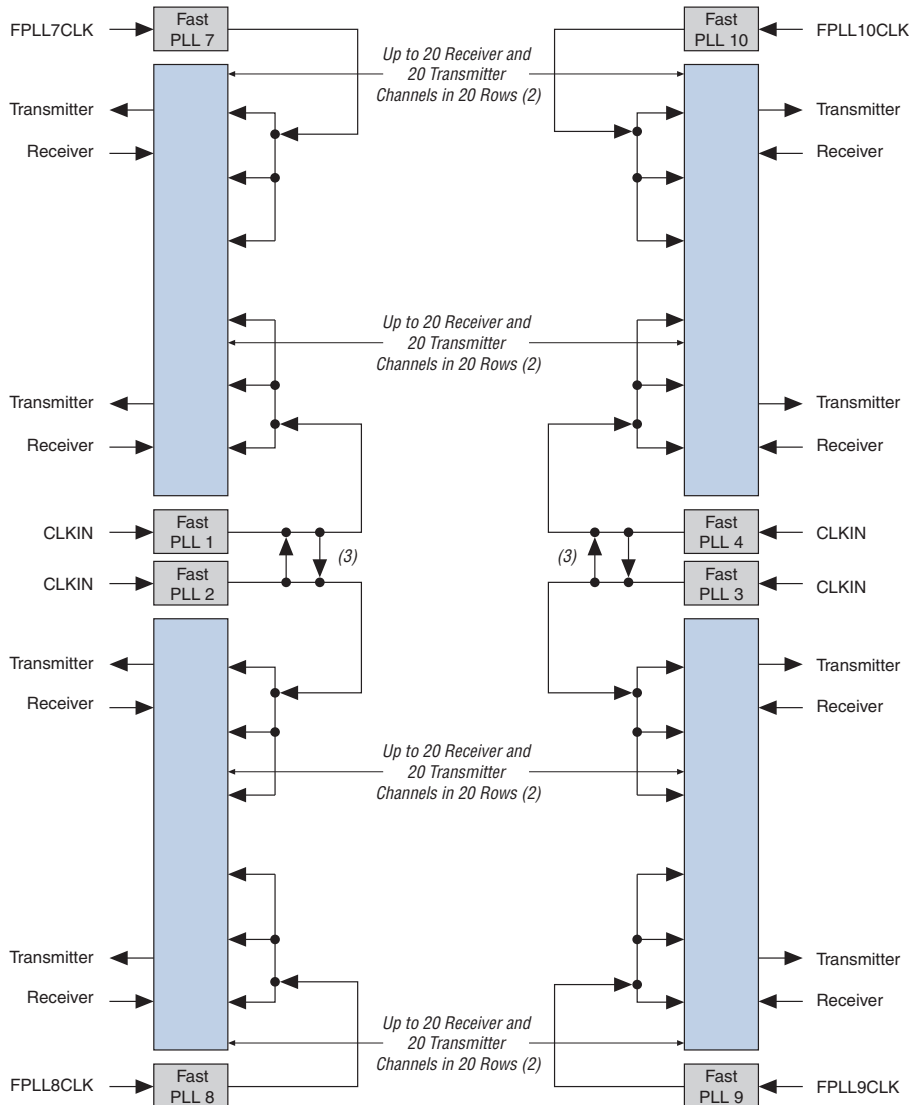 FPLL7CLK
Fast
PLL 7
Fast
PLL 10
FPLL10CLK
Up to 20 Receiver and
20 Transmitter
Channels in 20 Rows (2)
Transmitter
Receiver
Transmitter
Receiver
Up to 20 Receiver and
20 Transmitter
Channels in 20 Rows (2)
Transmitter
Receiver
Transmitter
Receiver
CLKIN
Fast
PLL 1
(3)
(3)
Fast
PLL 4
CLKIN
CLKIN
Fast
PLL 2
Fast
PLL 3
CLKIN
Transmitter
Receiver
Transmitter
Receiver
Up to 20 Receiver and
20 Transmitter
Channels in 20 Rows (2)
Transmitter
Receiver
Transmitter
Receiver
Up to 20 Receiver and
20 Transmitter
Channels in 20 Rows (2)
FPLL8CLK
Fast
PLL 8
Fast
PLL 9
FPLL9CLK